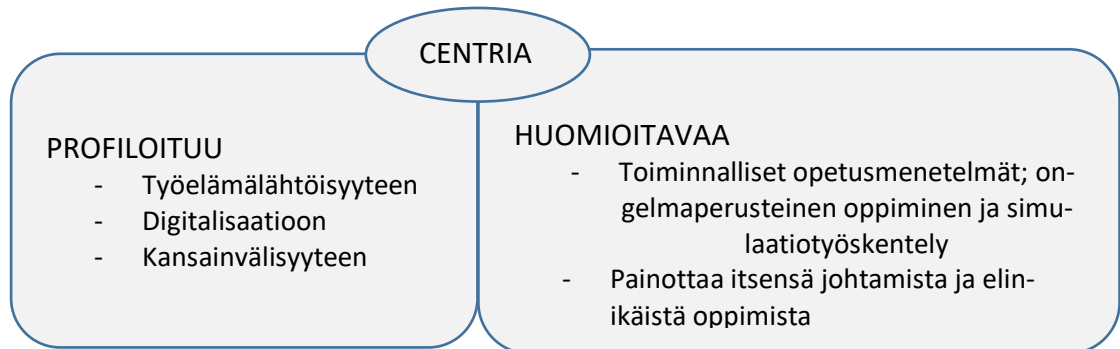 CENTRIA
PROFILOITUU
- Työelämälähtöisyyteen
- Digitalisaatioon
- Kansainvälisyyteen
HUOMIOITAVAA
- Toiminnalliset opetusmenetelmät; on-
gelmaperusteinen oppiminen ja simu-
laatiotyöskentely
- Painottaa itsensä johtamista ja elin-
ikäistä oppimista